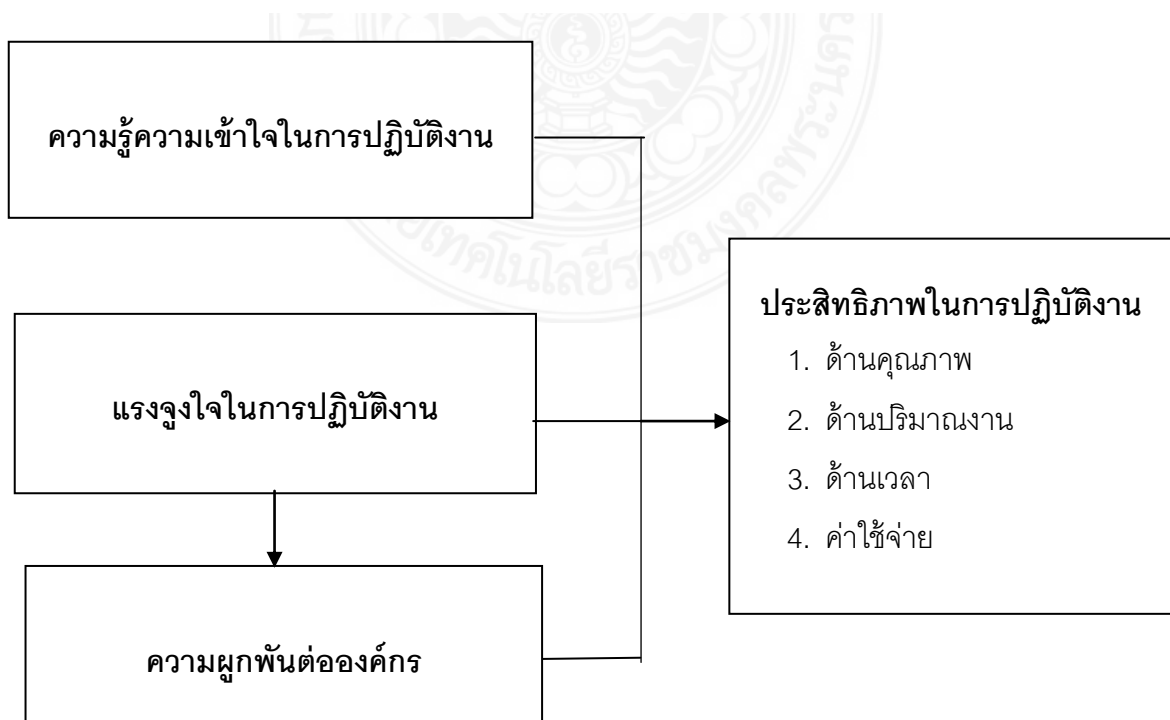 ความรู้ความเข้าใจในการปฏิบัติงาน
แรงจูงใจในการปฏิบัติงาน
ความผูกพันต่อองค์กร
ประสิทธิภาพในการปฏิบัติงาน
1. ด้านคุณภาพ
2. ด้านปริมาณงาน
3. ด้านเวลา
4. ค่าใช้จ่าย